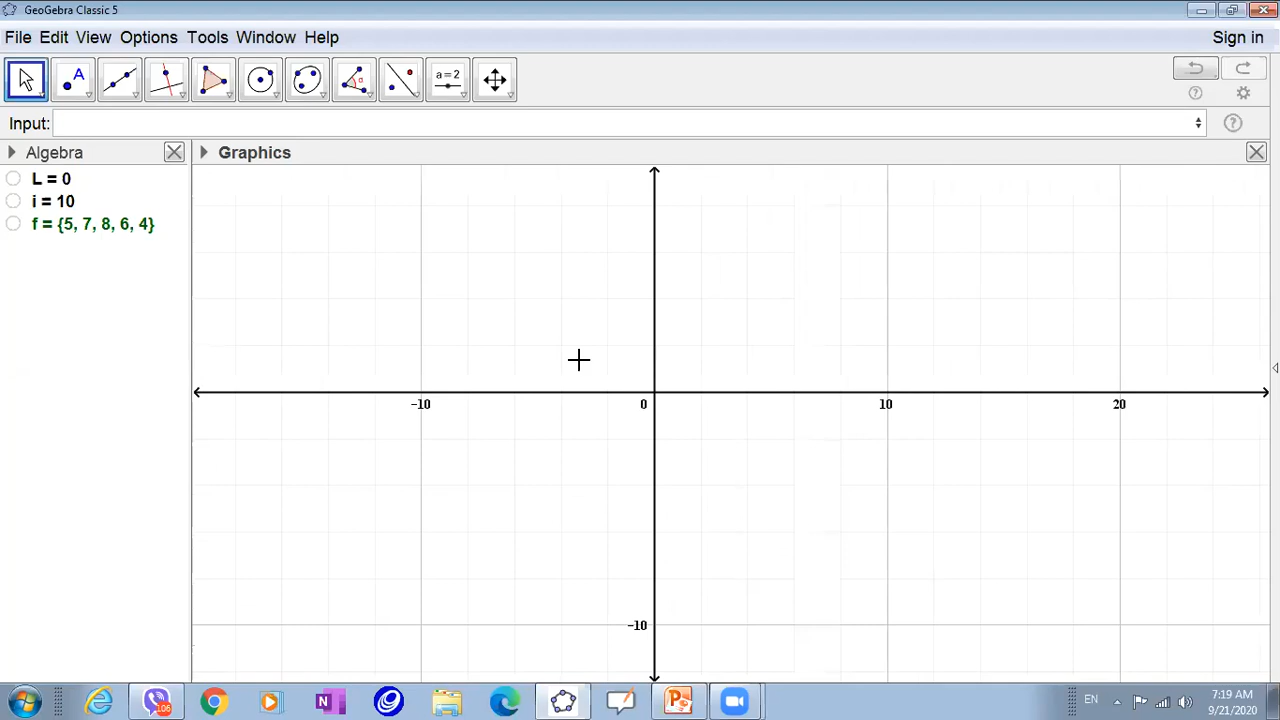 GeoGebra Classic 5
File Edit View Options Tools Window Help Sign in
A
a = 2
Input:
Algebra
Graphics
L = 0
i = 10
f = {5, 7, 8, 6, 4}
-10 0 10 20
-10
106 EN 7:19 AM
9/21/2020